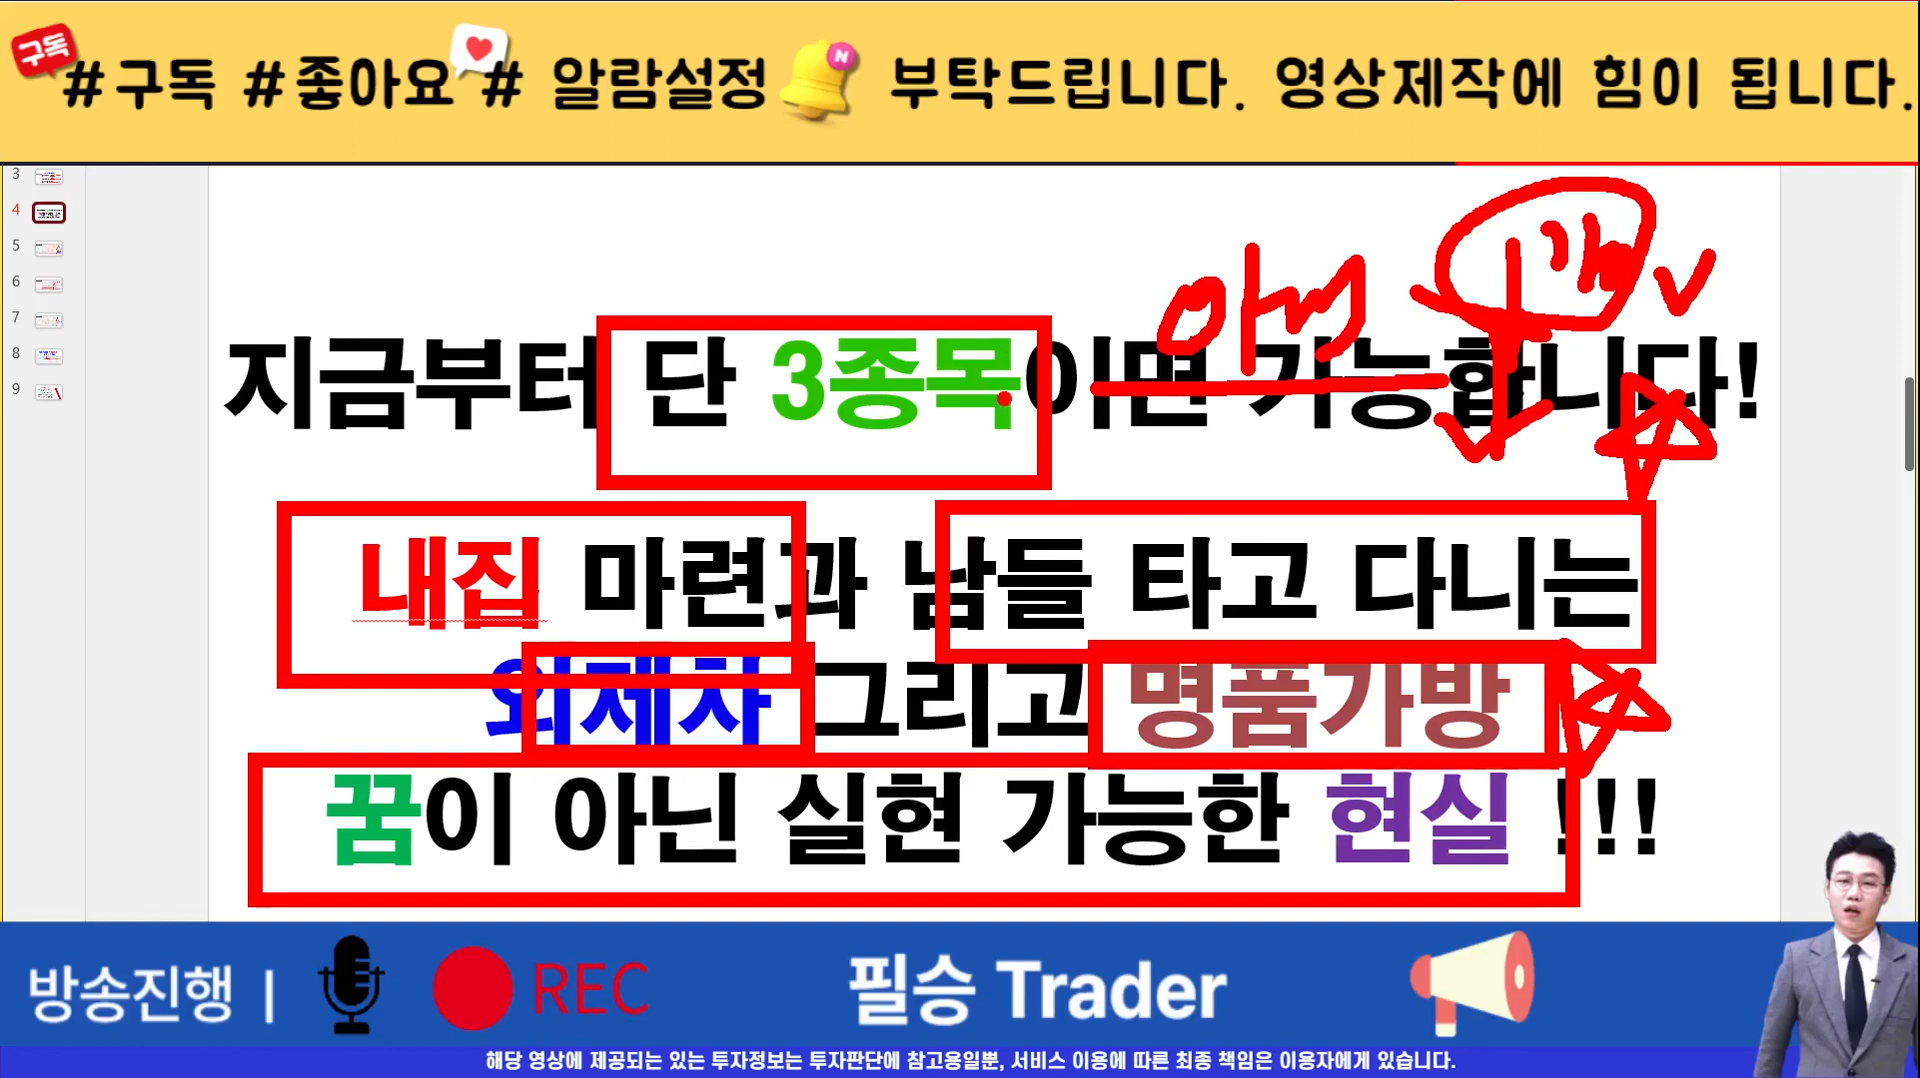 구독
#구독 #좋아요 # 알람설정 N 부탁드립니다. 영상제작에 힘이 됩니다.
3
4
5
6
7
8
9
지금부터 단 3종목이면 가능합니다!
내집 마련과 남들 타고 다니는
외제차 그리고 명품가방
꿈이 아닌 실현 가능한 현실 !!!
방송진행 | REC 필승 Trader
해당 영상에 제공되는 있는 투자정보는 투자판단에 참고용일뿐, 서비스 이용에 따른 최종 책임은 이용자에게 있습니다.